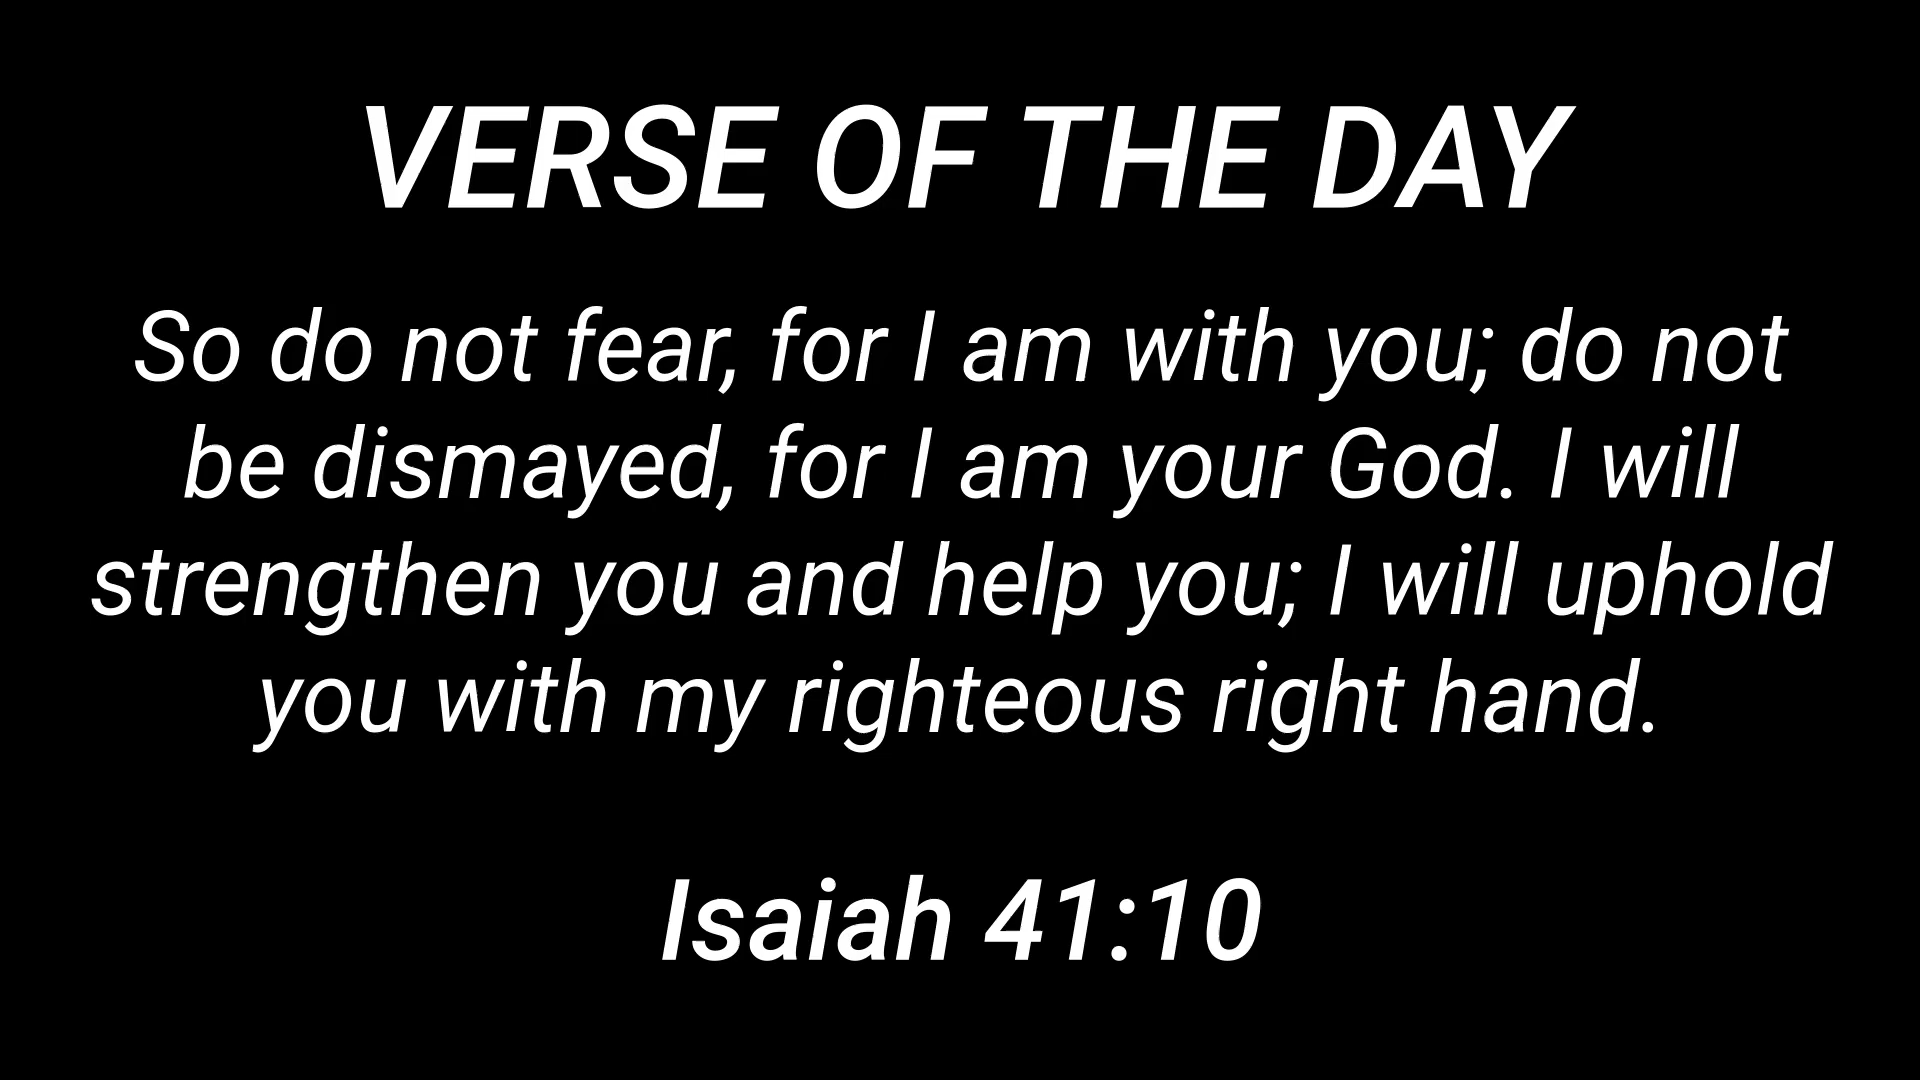 VERSE OF THE DAY
So do not fear, for I am with you; do not
be dismayed, for I am your God. I will
strengthen you and help you; I will uphold
you with my righteous right hand.
Isaiah 41:10